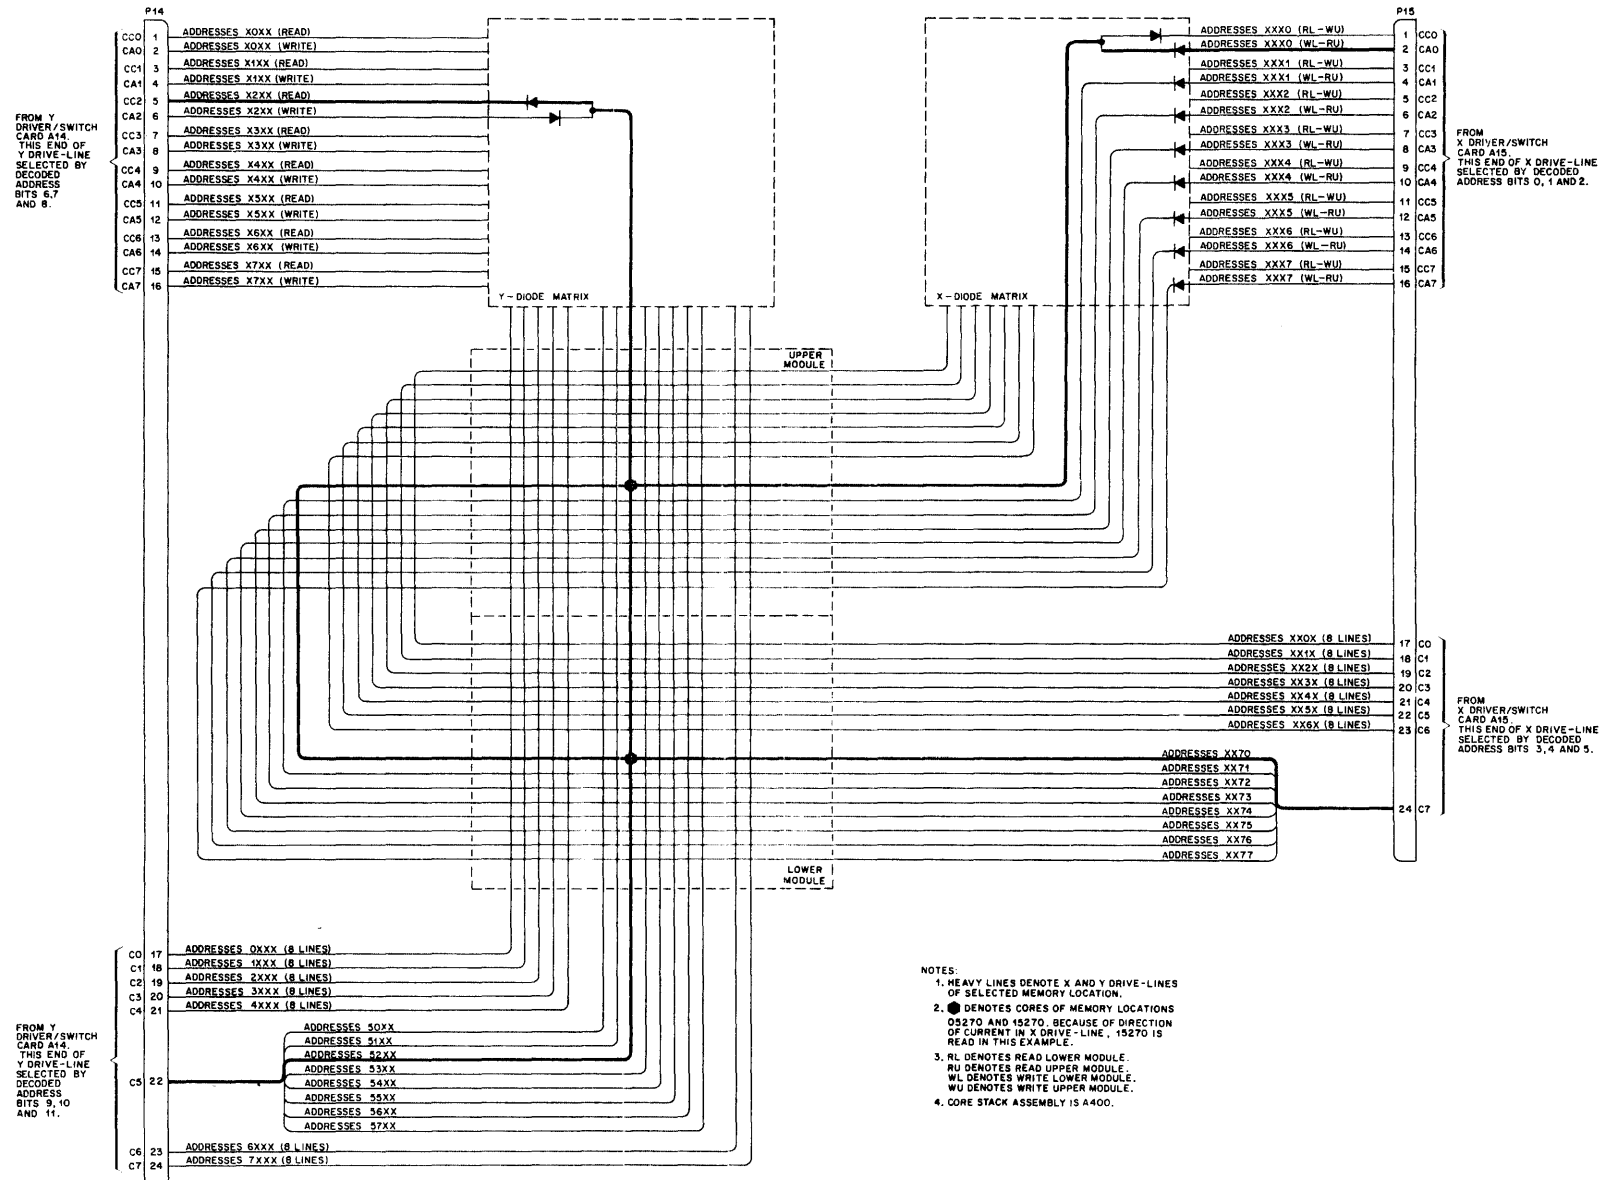 P14
CC0 1 ADDRESSES X0XX (READ)
CA0 2 ADDRESSES X0XX (WRITE)
CC1 3 ADDRESSES X1XX (READ)
CA1 4 ADDRESSES X1XX (WRITE)
CC2 5 ADDRESSES X2XX (READ)
CA2 6 ADDRESSES X2XX (WRITE)
CC3 7 ADDRESSES X3XX (READ)
CA3 8 ADDRESSES X3XX (WRITE)
CC4 9 ADDRESSES X4XX (READ)
CA4 10 ADDRESSES X4XX (WRITE)
CC5 11 ADDRESSES X5XX (READ)
CA5 12 ADDRESSES X5XX (WRITE)
CC6 13 ADDRESSES X6XX (READ)
CA6 14 ADDRESSES X6XX (WRITE)
CC7 15 ADDRESSES X7XX (READ)
CA7 16 ADDRESSES X7XX (WRITE)
FROM Y
DRIVER/SWITCH
CARD A14.
THIS END OF
Y DRIVE-LINE
SELECTED BY
DECODED
ADDRESS
BITS 6,7
AND 8.
Y-DIODE MATRIX
X-DIODE MATRIX
P15
ADDRESSES XXX0 (RL-WU) 1 CC0
ADDRESSES XXX0 (WL-RU) 2 CA0
ADDRESSES XXX1 (RL-WU) 3 CC1
ADDRESSES XXX1 (WL-RU) 4 CA1
ADDRESSES XXX2 (RL-WU) 5 CC2
ADDRESSES XXX2 (WL-RU) 6 CA2
ADDRESSES XXX3 (RL-WU) 7 CC3
ADDRESSES XXX3 (WL-RU) 8 CA3
ADDRESSES XXX4 (RL-WU) 9 CC4
ADDRESSES XXX4 (WL-RU) 10 CA4
ADDRESSES XXX5 (RL-WU) 11 CC5
ADDRESSES XXX5 (WL-RU) 12 CA5
ADDRESSES XXX6 (RL-WU) 13 CC6
ADDRESSES XXX6 (WL-RU) 14 CA6
ADDRESSES XXX7 (RL-WU) 15 CC7
ADDRESSES XXX7 (WL-RU) 16 CA7
FROM
X DRIVER/SWITCH
CARD A15.
THIS END OF X DRIVE-LINE
SELECTED BY DECODED
ADDRESS BITS 0, 1 AND 2.
UPPER
MODULE
ADDRESSES XX0X (8 LINES) 17 C0
ADDRESSES XX1X (8 LINES) 18 C1
ADDRESSES XX2X (8 LINES) 19 C2
ADDRESSES XX3X (8 LINES) 20 C3
ADDRESSES XX4X (8 LINES) 21 C4
ADDRESSES XX5X (8 LINES) 22 C5
ADDRESSES XX6X (8 LINES) 23 C6
ADDRESSES XX70
ADDRESSES XX71
ADDRESSES XX72
ADDRESSES XX73
ADDRESSES XX74
ADDRESSES XX75
ADDRESSES XX76
ADDRESSES XX77
24 C7
FROM
X DRIVER/SWITCH
CARD A15.
THIS END OF X DRIVE-LINE
SELECTED BY DECODED
ADDRESS BITS 3, 4 AND 5.
LOWER
MODULE
C0 17 ADDRESSES 0XXX (8 LINES)
C1 18 ADDRESSES 1XXX (8 LINES)
C2 19 ADDRESSES 2XXX (8 LINES)
C3 20 ADDRESSES 3XXX (8 LINES)
C4 21 ADDRESSES 4XXX (8 LINES)
ADDRESSES 50XX
ADDRESSES 51XX
ADDRESSES 52XX
ADDRESSES 53XX
ADDRESSES 54XX
ADDRESSES 55XX
ADDRESSES 56XX
ADDRESSES 57XX
C5 22
C6 23 ADDRESSES 6XXX (8 LINES)
C7 24 ADDRESSES 7XXX (8 LINES)
FROM Y
DRIVER/SWITCH
CARD A14.
THIS END OF
Y DRIVE-LINE
SELECTED BY
DECODED
ADDRESS
BITS 9, 10
AND 11.
NOTES:
1. HEAVY LINES DENOTE X AND Y DRIVE-LINES
OF SELECTED MEMORY LOCATION.
2. DENOTES CORES OF MEMORY LOCATIONS
05270 AND 15270. BECAUSE OF DIRECTION
OF CURRENT IN X DRIVE-LINE, 15270 IS
READ IN THIS EXAMPLE.
3. RL DENOTES READ LOWER MODULE.
RU DENOTES READ UPPER MODULE.
WL DENOTES WRITE LOWER MODULE.
WU DENOTES WRITE UPPER MODULE.
4. CORE STACK ASSEMBLY IS A400.